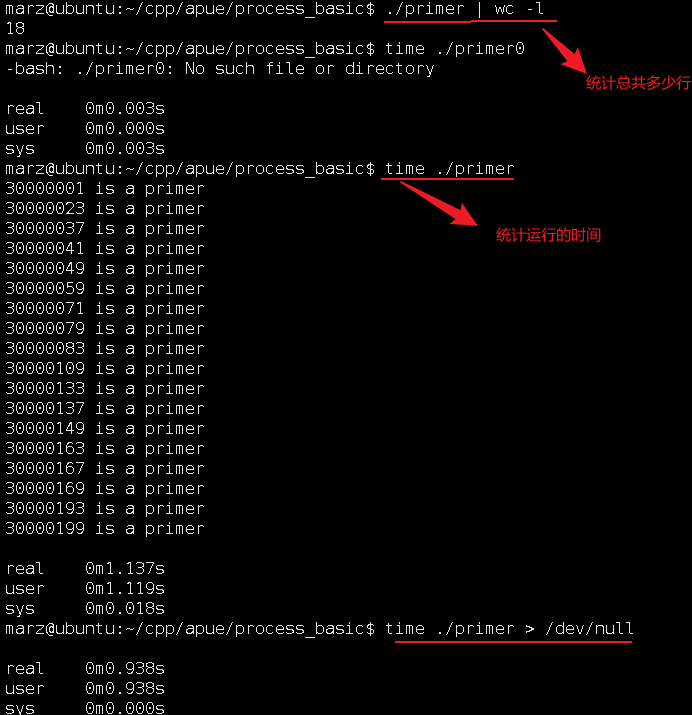 marz@ubuntu:~/cpp/apue/process_basic$ ./primer | wc -l
18
marz@ubuntu:~/cpp/apue/process_basic$ time ./primer0
-bash: ./primer0: No such file or directory
统计总共多少行
real 0m0.003s
user 0m0.000s
sys 0m0.003s
marz@ubuntu:~/cpp/apue/process_basic$ time ./primer
30000001 is a primer
30000023 is a primer
30000037 is a primer
统计运行的时间
30000041 is a primer
30000049 is a primer
30000059 is a primer
30000071 is a primer
30000079 is a primer
30000083 is a primer
30000109 is a primer
30000133 is a primer
30000137 is a primer
30000149 is a primer
30000163 is a primer
30000167 is a primer
30000169 is a primer
30000193 is a primer
30000199 is a primer
real 0m1.137s
user 0m1.119s
sys 0m0.018s
marz@ubuntu:~/cpp/apue/process_basic$ time ./primer > /dev/null
real 0m0.938s
user 0m0.938s
sys 0m0.000s